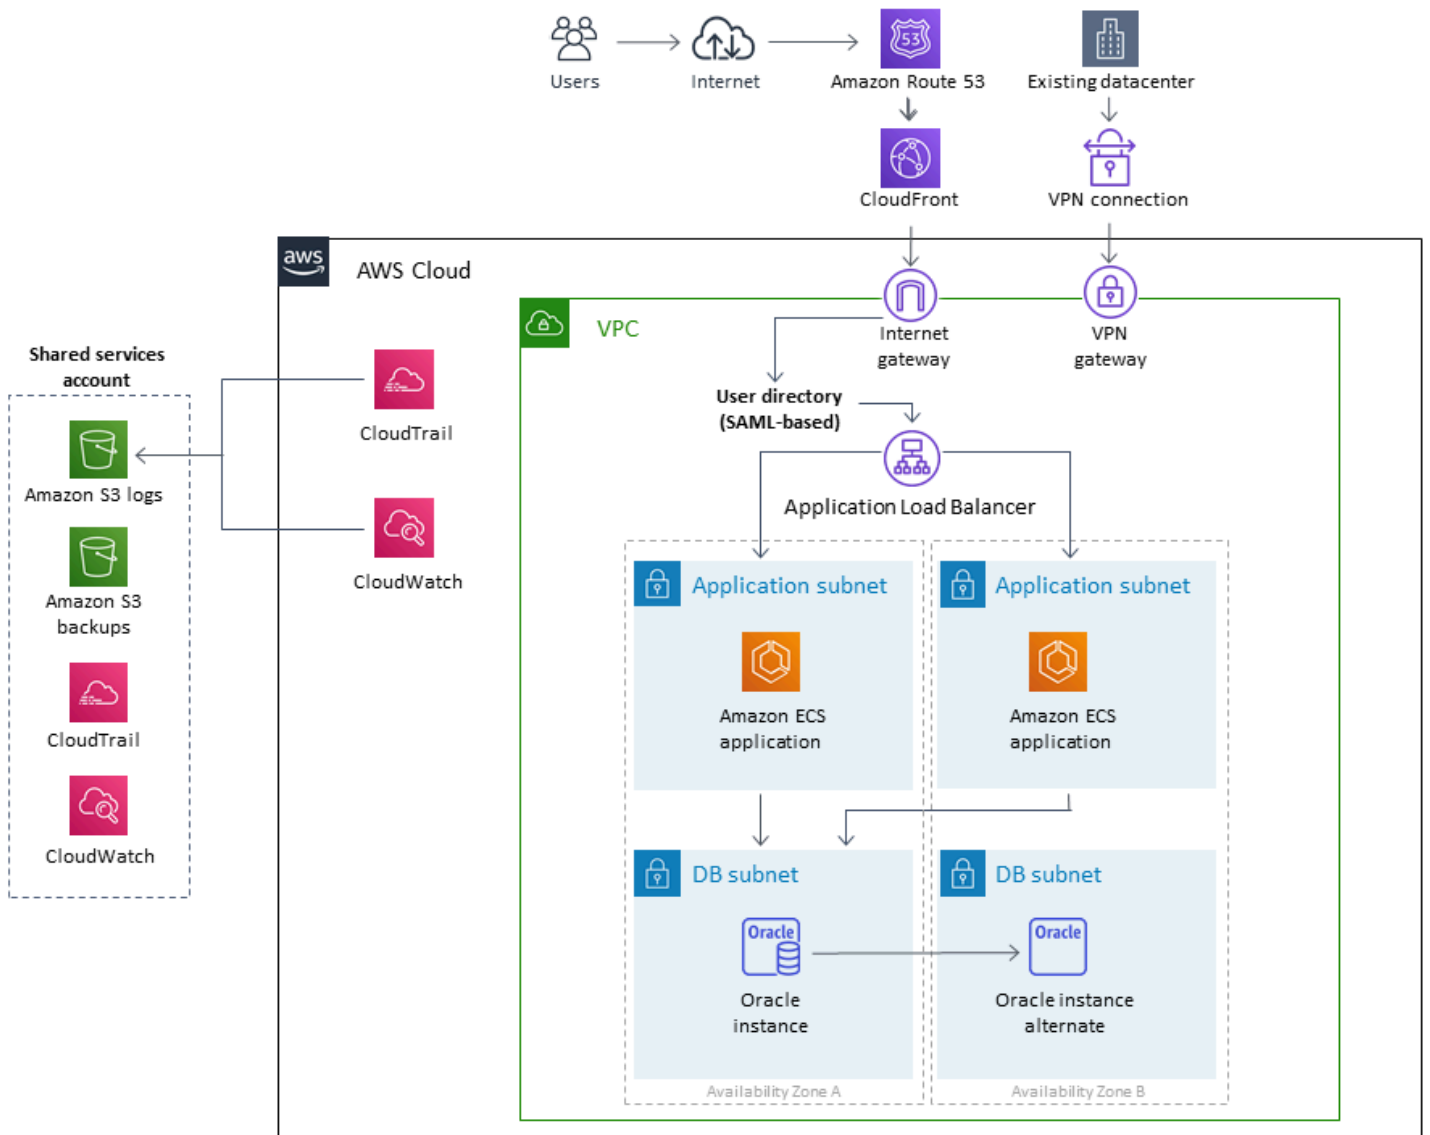 53
Users
Internet
Amazon Route 53
Existing datacenter
CloudFront
VPN connection
aws
AWS Cloud
VPC
Internet
gateway
VPN
gateway
Shared services
account
CloudTrail
User directory
(SAML-based)
Amazon S3 logs
Application Load Balancer
CloudWatch
Amazon S3
backups
Application subnet
Application subnet
CloudTrail
Amazon ECS
application
Amazon ECS
application
CloudWatch
DB subnet
DB subnet
Oracle
Oracle
Oracle
instance
Oracle instance
alternate
Availability Zone A
Availability Zone B